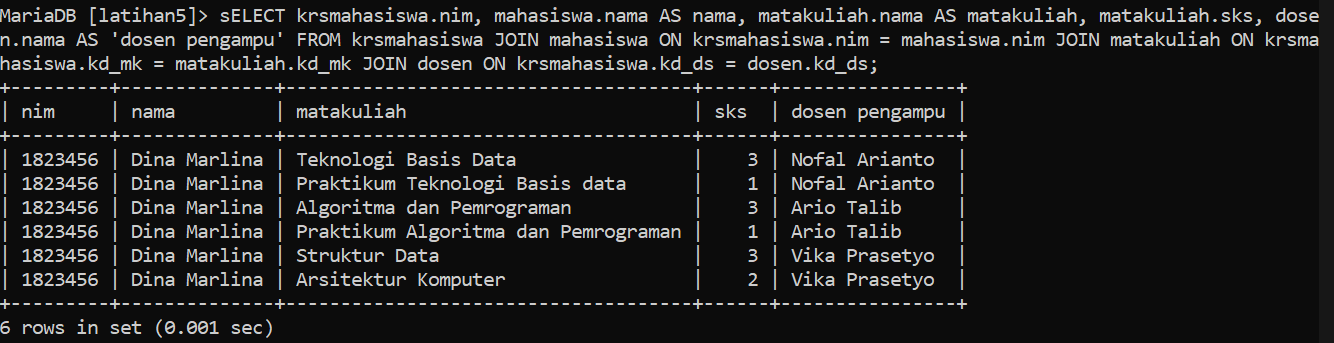 MariaDB [latihan5]> sELECT krsmahasiswa.nim, mahasiswa.nama AS nama, matakuliah.nama AS matakuliah, matakuliah.sks, dose
n.nama AS 'dosen pengampu' FROM krsmahasiswa JOIN mahasiswa ON krsmahasiswa.nim = mahasiswa.nim JOIN matakuliah ON krsma
hasiswa.kd_mk = matakuliah.kd_mk JOIN dosen ON krsmahasiswa.kd_ds = dosen.kd_ds;
+---------+--------------+-------------------------------------+------+----------------+
| nim     | nama         | matakuliah                          | sks  | dosen pengampu |
+---------+--------------+-------------------------------------+------+----------------+
| 1823456 | Dina Marlina | Teknologi Basis Data                |    3 | Nofal Arianto  |
| 1823456 | Dina Marlina | Praktikum Teknologi Basis data      |    1 | Nofal Arianto  |
| 1823456 | Dina Marlina | Algoritma dan Pemrograman           |    3 | Ario Talib     |
| 1823456 | Dina Marlina | Praktikum Algoritma dan Pemrograman |    1 | Ario Talib     |
| 1823456 | Dina Marlina | Struktur Data                       |    3 | Vika Prasetyo  |
| 1823456 | Dina Marlina | Arsitektur Komputer                 |    2 | Vika Prasetyo  |
+---------+--------------+-------------------------------------+------+----------------+
6 rows in set (0.001 sec)